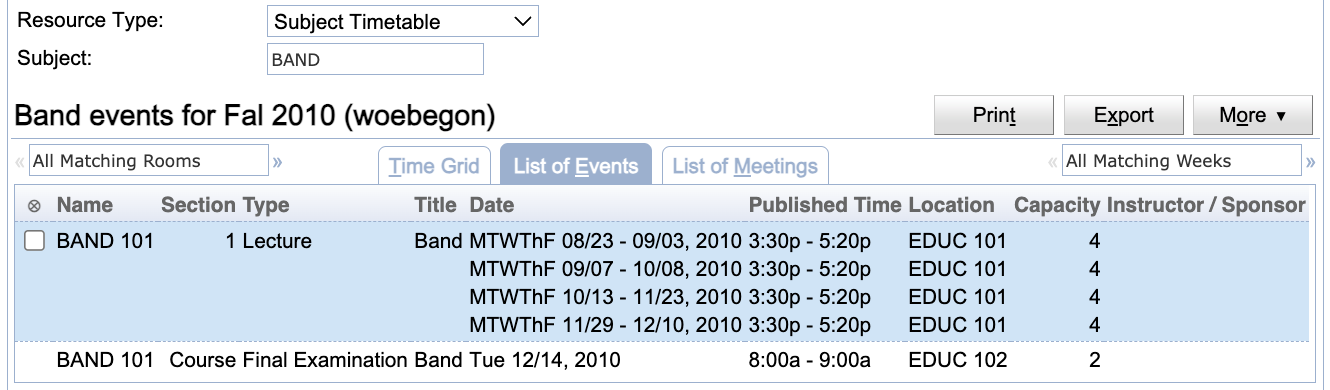 Resource Type: Subject Timetable
Subject: BAND
Band events for Fal 2010 (woebegon) Print Export More ▼
« All Matching Rooms » Time Grid List of Events List of Meetings « All Matching Weeks »
⊗ Name Section Type Title Date Published Time Location Capacity Instructor / Sponsor
BAND 101 1 Lecture Band MTWThF 08/23 - 09/03, 2010 3:30p - 5:20p EDUC 101 4
MTWThF 09/07 - 10/08, 2010 3:30p - 5:20p EDUC 101 4
MTWThF 10/13 - 11/23, 2010 3:30p - 5:20p EDUC 101 4
MTWThF 11/29 - 12/10, 2010 3:30p - 5:20p EDUC 101 4
BAND 101 Course Final Examination Band Tue 12/14, 2010 8:00a - 9:00a EDUC 102 2